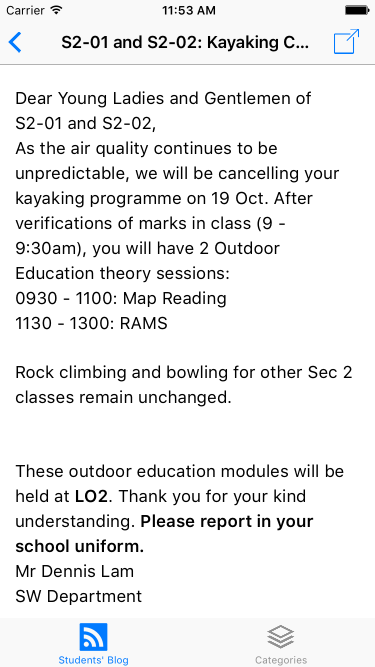 Carrier 11:53 AM
S2-01 and S2-02: Kayaking C...
Dear Young Ladies and Gentlemen of
S2-01 and S2-02,
As the air quality continues to be
unpredictable, we will be cancelling your
kayaking programme on 19 Oct. After
verifications of marks in class (9 -
9:30am), you will have 2 Outdoor
Education theory sessions:
0930 - 1100: Map Reading
1130 - 1300: RAMS
Rock climbing and bowling for other Sec 2
classes remain unchanged.
These outdoor education modules will be
held at LO2. Thank you for your kind
understanding. Please report in your
school uniform.
Mr Dennis Lam
SW Department
Students' Blog Categories